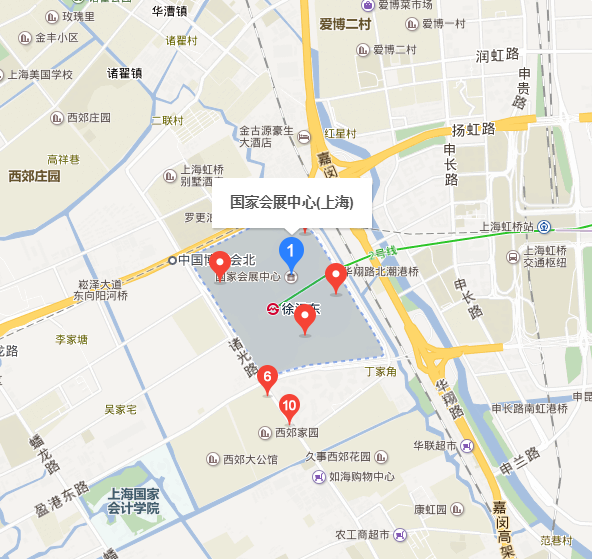 玫瑰里
华漕镇
爱博菜市场
爱博二村
爱博一村
金丰小区
诸翟村
爱博二村
润虹路
上海美国学校
诸翟镇
申贵路
西郊庄园
二联村
金古源豪生
大酒店
红星村
扬虹路
高祥巷
嘉闵
申长路
西郊庄园
上海虹桥
别墅酒
国家会展中心(上海)
罗更
上海虹桥站
1
2号线
中国博
会北
国家会展中心
华翔路北潮港桥
上海虹桥
交通枢纽
崧泽大道
东向阳河桥
申长路
徐
东
李家塘
诸光路
龙路
丁家角
6
华翔路
吴家宅
10
申长路南虹港桥
申昆
西郊家园
蟠龙路
华联超市
西郊大公馆
久事西郊花园
申兰路
如海购物中心
盈港东路
上海国家
会计学院
康虹园
嘉闵高架
农工商超市
范巷村